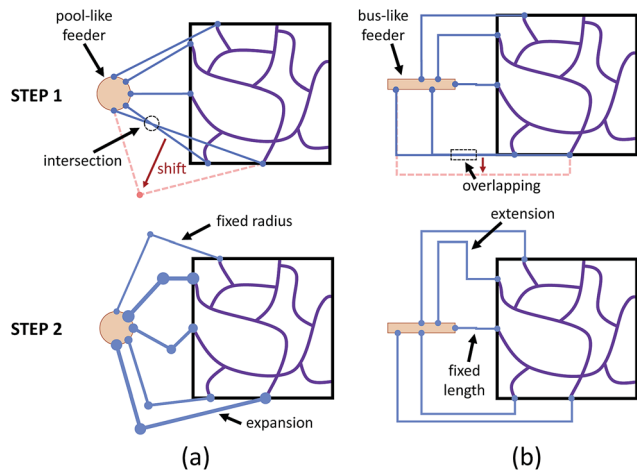 pool-like
feeder
bus-like
feeder
STEP 1
intersection
shift
overlapping
fixed radius
extension
STEP 2
fixed
length
expansion
(a)
(b)